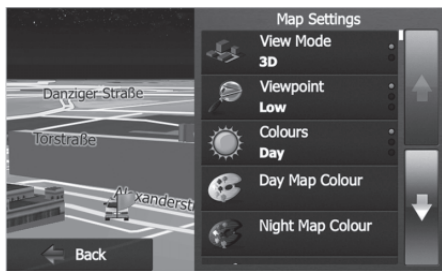 Map Settings
View Mode
3D
Danziger Straße
Viewpoint
Low
Torstraße
Colours
Day
Day Map Colour
Alexanderst
Night Map Colour
Back